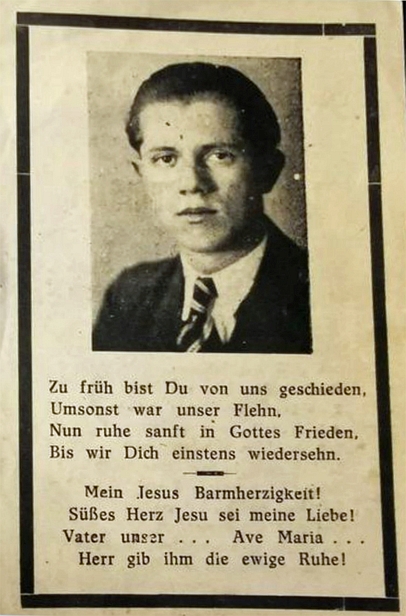 Zu früh bist Du von uns geschieden,
Umsonst war unser Flehn,
Nun ruhe sanft in Gottes Frieden,
Bis wir Dich einstens wiedersehn.
Mein Jesus Barmherzigkeit!
Süßes Herz Jesu sei meine Liebe!
Vater unser . . . Ave Maria . . .
Herr gib ihm die ewige Ruhe!